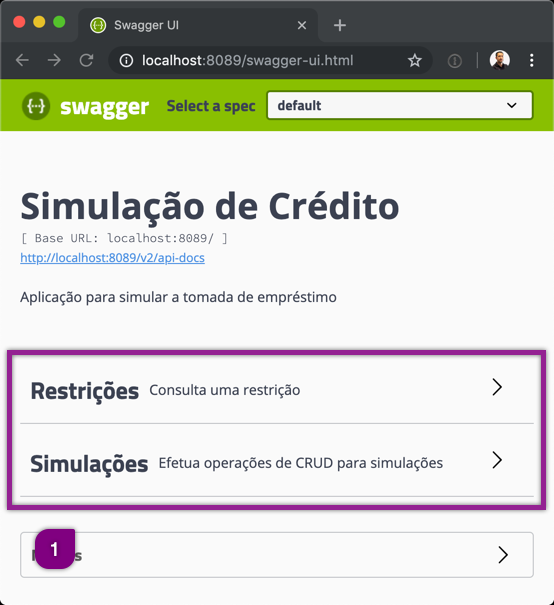 Swagger UI
localhost:8089/swagger-ui.html
swagger
Select a spec
default
Simulação de Crédito
[ Base URL: localhost:8089/ ]
http://localhost:8089/v2/api-docs
Aplicação para simular a tomada de empréstimo
Restrições Consulta uma restrição
Simulações Efetua operações de CRUD para simulações
1